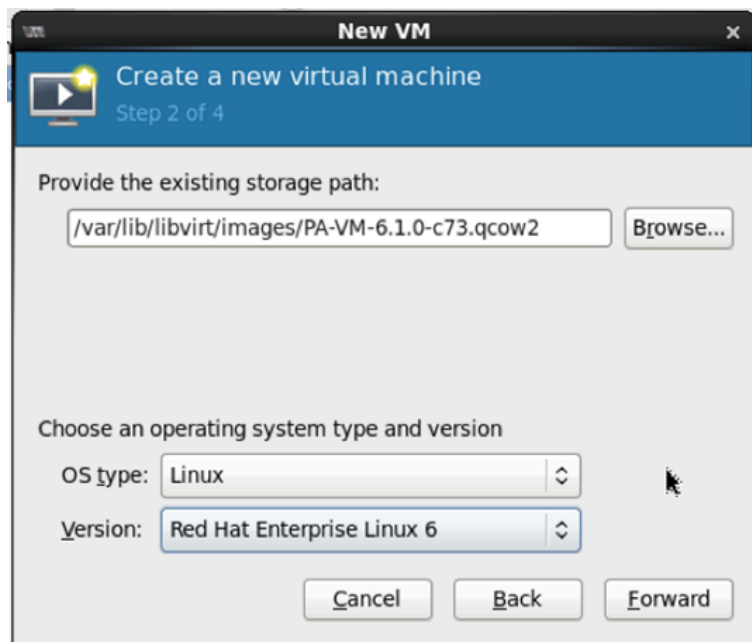 New VM
Create a new virtual machine
Step 2 of 4
Provide the existing storage path:
/var/lib/libvirt/images/PA-VM-6.1.0-c73.qcow2 Browse...
Choose an operating system type and version
OS type: Linux
Version: Red Hat Enterprise Linux 6
Cancel Back Forward